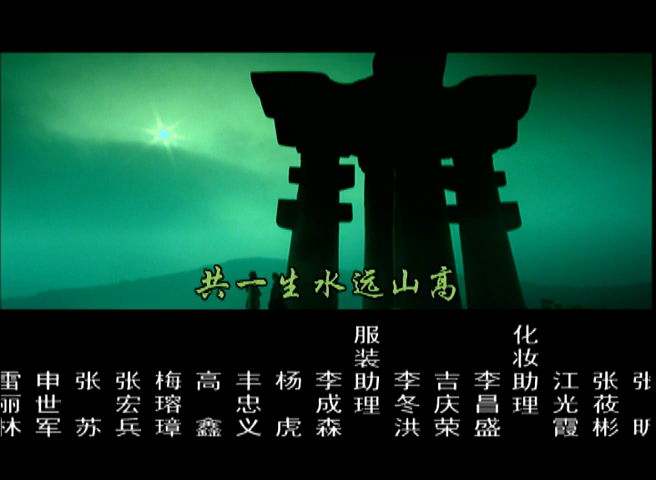 共一生水远山高
雷丽林
申世军
张苏
张宏兵
梅瑢璋
高鑫
丰忠义
杨虎
李成森
服装助理
李冬洪
吉庆荣
李昌盛
化妆助理
江光霞
张莜彬
张明